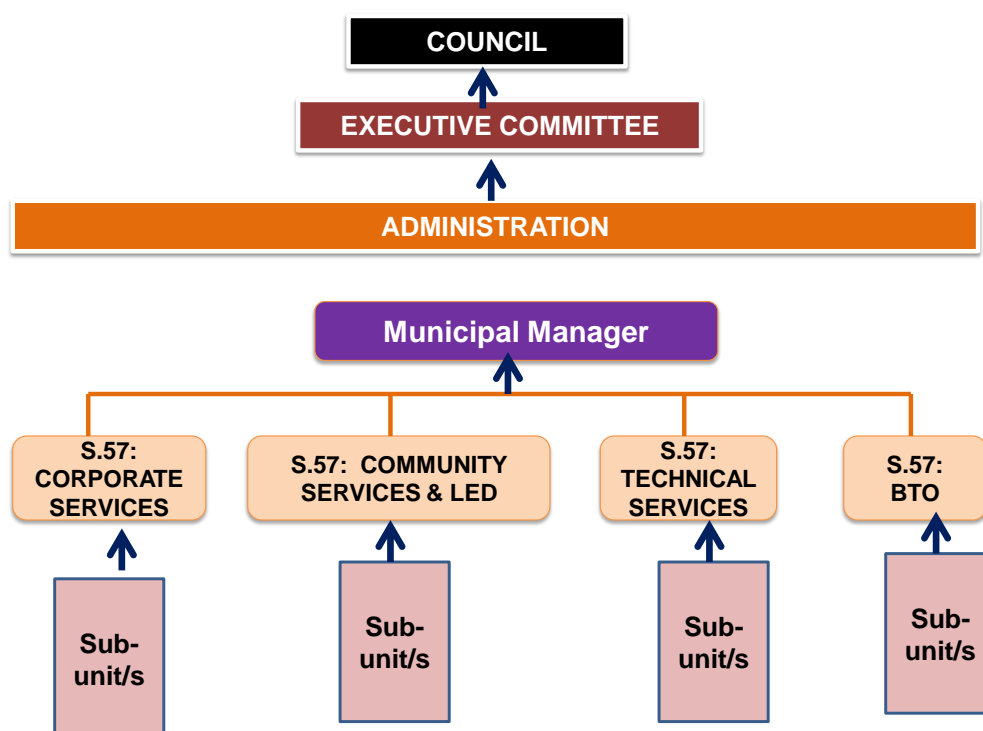 COUNCIL
EXECUTIVE COMMITTEE
ADMINISTRATION
Municipal Manager
S.57:
CORPORATE
SERVICES
S.57: COMMUNITY
SERVICES & LED
S.57:
TECHNICAL
SERVICES
S.57:
BTO
Sub-
unit/s
Sub-
unit/s
Sub-
unit/s
Sub-
unit/s